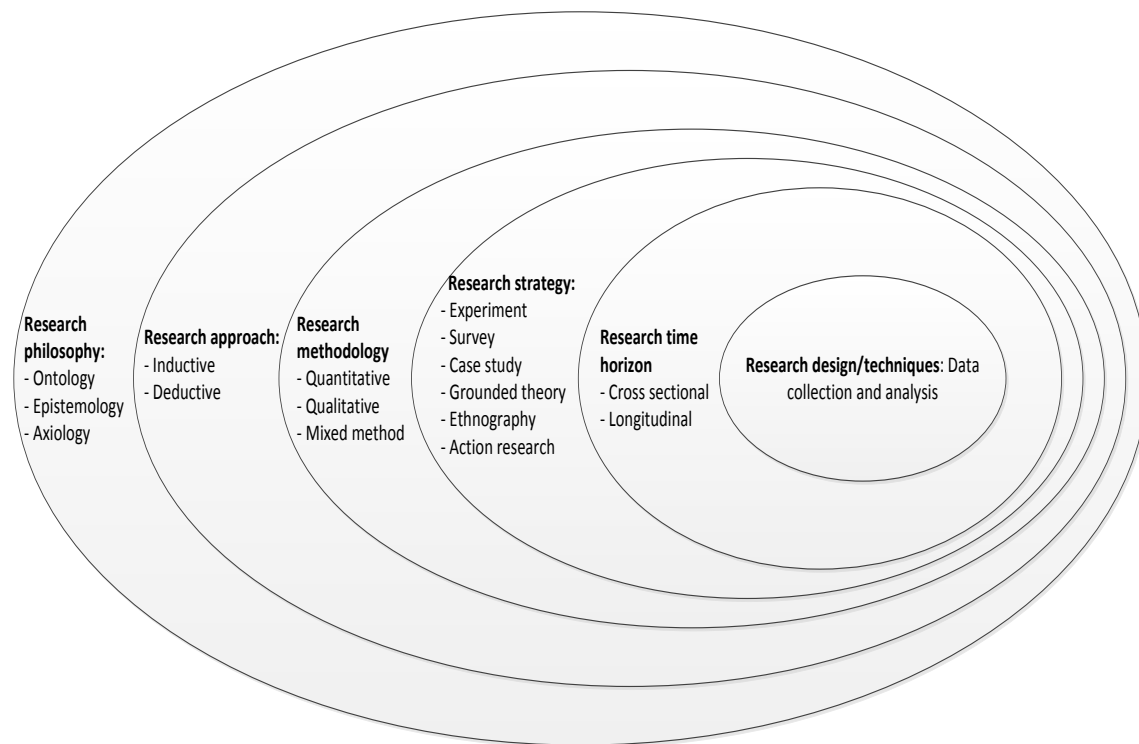 Research
philosophy:
- Ontology
- Epistemology
- Axiology
Research approach:
- Inductive
- Deductive
Research
methodology
- Quantitative
- Qualitative
- Mixed method
Research strategy:
- Experiment
- Survey
- Case study
- Grounded theory
- Ethnography
- Action research
Research time
horizon
- Cross sectional
- Longitudinal
Research design/techniques: Data
collection and analysis